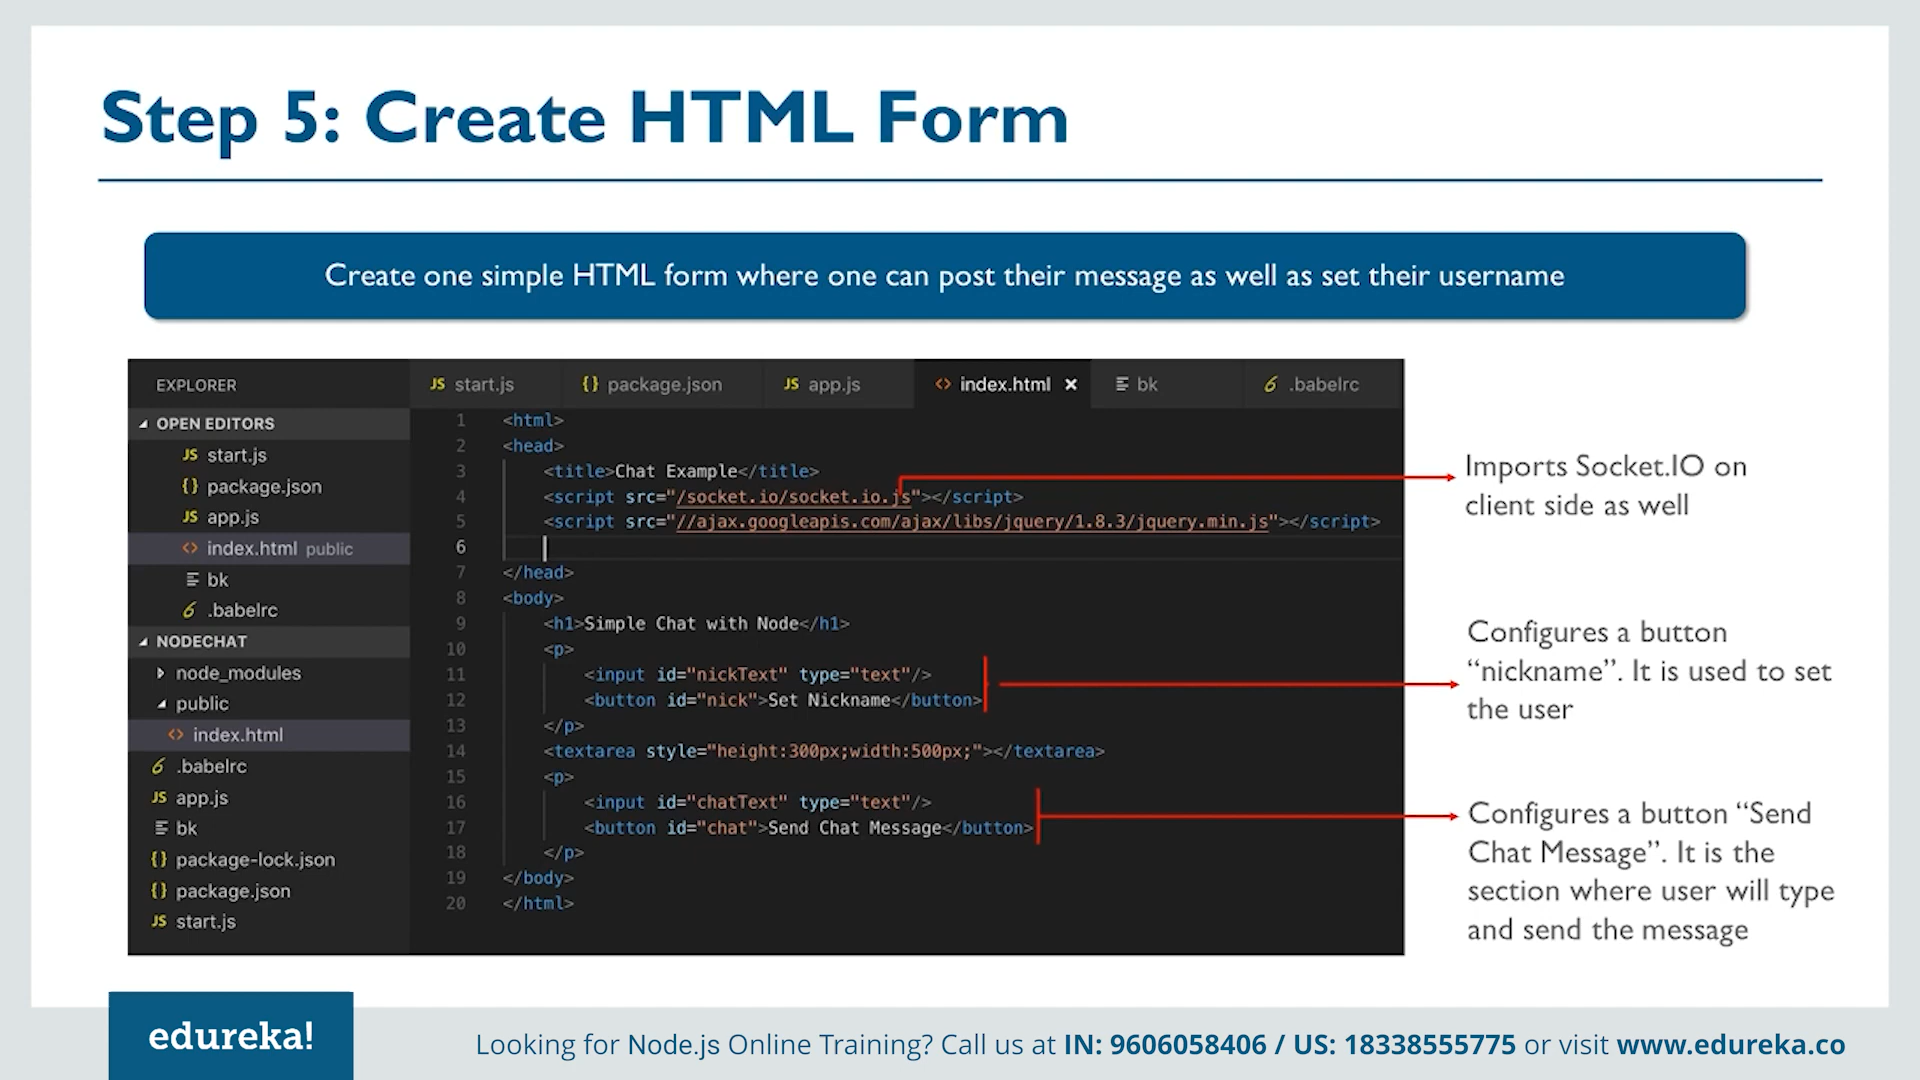 Step 5: Create HTML Form
Create one simple HTML form where one can post their message as well as set their username
EXPLORER
OPEN EDITORS
JS start.js
{} package.json
JS app.js
<> index.html public
bk
6 .babelrc
NODECHAT
node_modules
public
<> index.html
6 .babelrc
JS app.js
bk
{} package-lock.json
{} package.json
JS start.js
JS start.js {} package.json JS app.js <> index.html × bk 6 .babelrc
1 <html>
2 <head>
3 <title>Chat Example</title>
4 <script src="/socket.io/socket.io.js"></script>
5 <script src="//ajax.googleapis.com/ajax/libs/jquery/1.8.3/jquery.min.js"></script>
6
7 </head>
8 <body>
9 <h1>Simple Chat with Node</h1>
10 <p>
11 <input id="nickText" type="text"/>
12 <button id="nick">Set Nickname</button>
13 </p>
14 <textarea style="height:300px;width:500px;"></textarea>
15 <p>
16 <input id="chatText" type="text"/>
17 <button id="chat">Send Chat Message</button>
18 </p>
19 </body>
20 </html>
Imports Socket.IO on
client side as well
Configures a button
“nickname”. It is used to set
the user
Configures a button “Send
Chat Message”. It is the
section where user will type
and send the message
edureka!
Looking for Node.js Online Training? Call us at IN: 9606058406 / US: 18338555775 or visit www.edureka.co